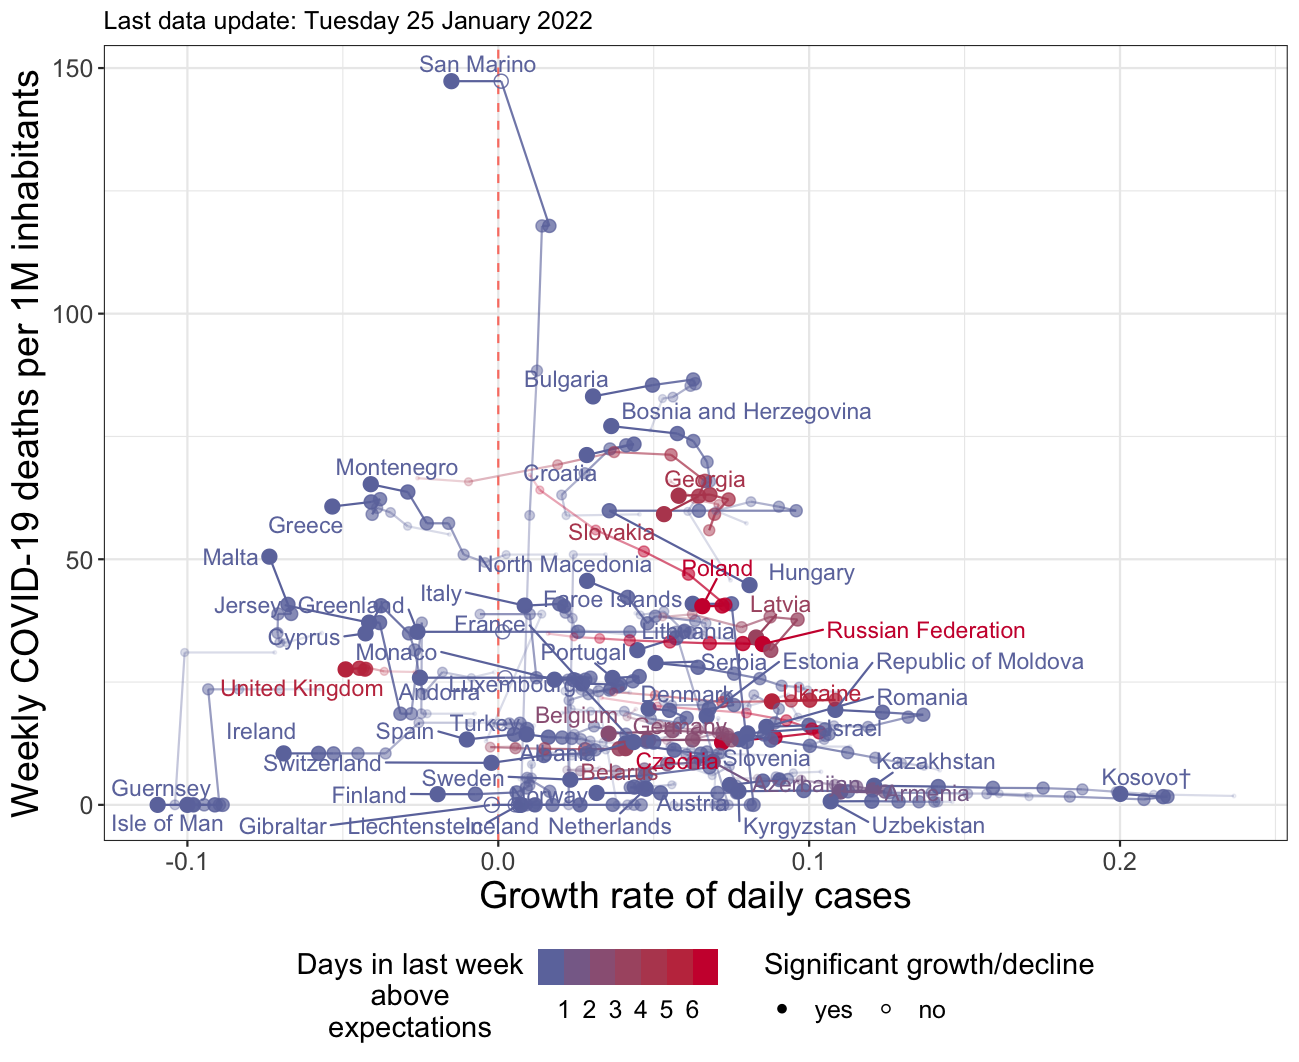 Last data update: Tuesday 25 January 2022
Weekly COVID-19 deaths per 1M inhabitants
150
100
50
0
San Marino
Bulgaria
Bosnia and Herzegovina
Montenegro
Croatia
Georgia
Greece
Slovakia
Malta
North Macedonia
Poland
Hungary
Jersey
Greenland
Italy
Faroe Islands
Latvia
Cyprus
France
Lithuania
Russian Federation
Monaco
Portugal
Serbia
Estonia
Republic of Moldova
United Kingdom
Andorra
Luxembourg
Denmark
Ukraine
Romania
Ireland
Spain
Turkey
Belgium
Germany
Israel
Switzerland
Albania
Czechia
Slovenia
Kazakhstan
Sweden
Belarus
Azerbaijan
Kosovo†
Guernsey
Finland
Norway
Austria
Armenia
Isle of Man
Gibraltar
Liechtenstein
Iceland
Netherlands
Kyrgyzstan
Uzbekistan
-0.1
0.0
0.1
0.2
Growth rate of daily cases
Days in last week
above
expectations
1 2 3 4 5 6
Significant growth/decline
yes
no